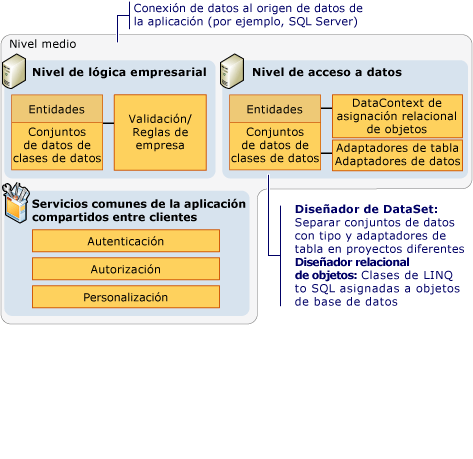 Conexión de datos al origen de datos de
la aplicación (por ejemplo, SQL Server)
Nivel medio
Nivel de lógica empresarial
Entidades
Conjuntos
de datos de
clases de datos
Validación/
Reglas de
empresa
Nivel de acceso a datos
Entidades
Conjuntos
de datos de
clases de datos
DataContext de
asignación relacional
de objetos
Adaptadores de tabla
Adaptadores de datos
Servicios comunes de la aplicación
compartidos entre clientes
Autenticación
Autorización
Personalización
Diseñador de DataSet:
Separar conjuntos de datos
con tipo y adaptadores de
tabla en proyectos diferentes
Diseñador relacional
de objetos: Clases de LINQ
to SQL asignadas a objetos
de base de datos